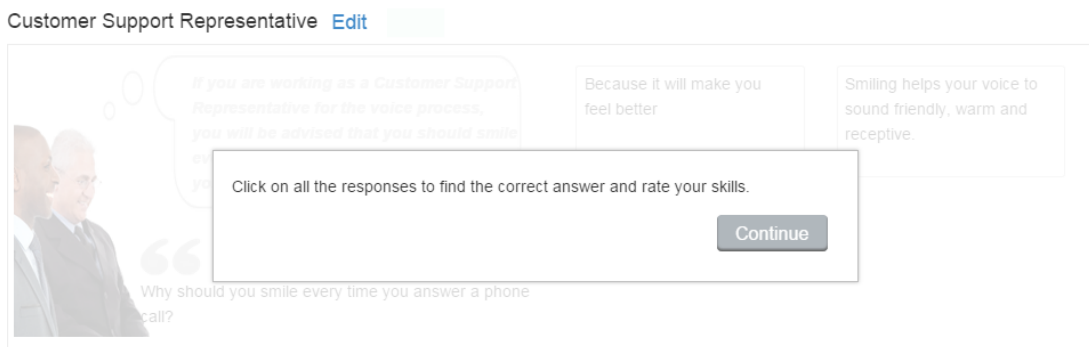 Customer Support Representative Edit
If you are working as a Customer Support
Representative for the voice process,
you will be advised that you should smile
Because it will make you
feel better
Smiling helps your voice to
sound friendly, warm and
receptive.
Click on all the responses to find the correct answer and rate your skills.
Continue
Why should you smile every time you answer a phone
call?